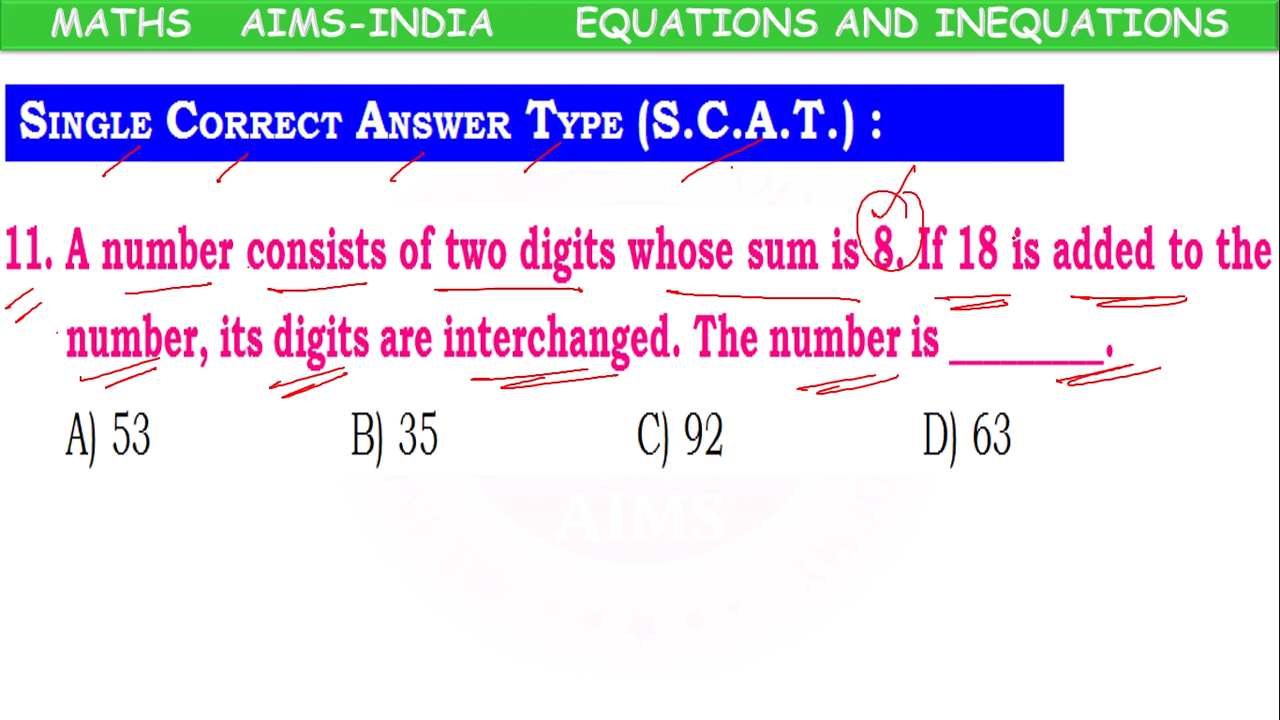 MATHS AIMS-INDIA EQUATIONS AND INEQUATIONS
SINGLE CORRECT ANSWER TYPE (S.C.A.T.) :
11. A number consists of two digits whose sum is 8. If 18 is added to the
number, its digits are interchanged. The number is ________.
A) 53 B) 35 C) 92 D) 63
AIMS